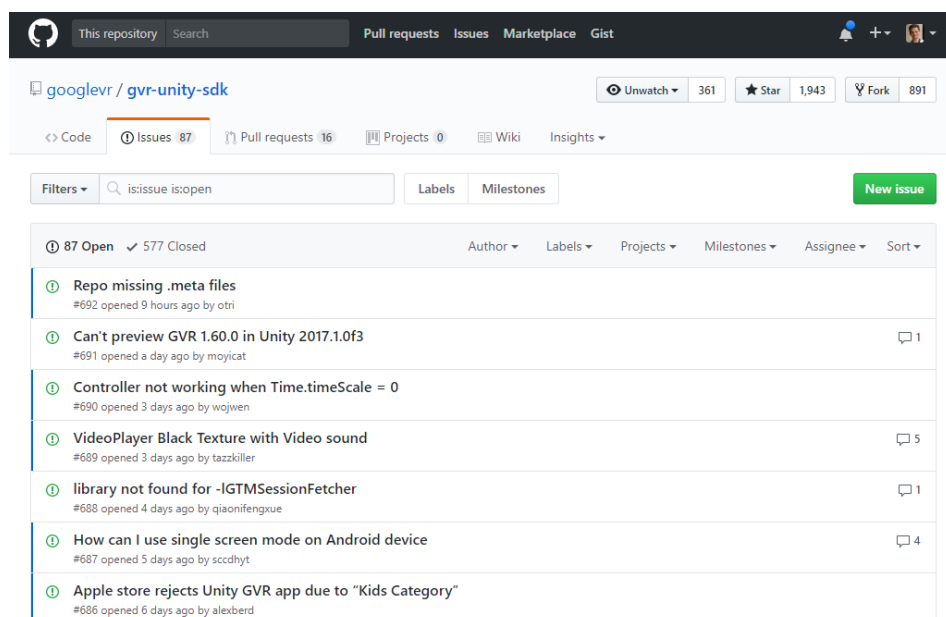 This repository Search Pull requests Issues Marketplace Gist
googlevr / gvr-unity-sdk Unwatch 361 Star 1,943 Fork 891
Code Issues 87 Pull requests 16 Projects 0 Wiki Insights
Filters is:issue is:open Labels Milestones New issue
87 Open 577 Closed Author Labels Projects Milestones Assignee Sort
Repo missing .meta files
#692 opened 9 hours ago by otri
Can't preview GVR 1.60.0 in Unity 2017.1.0f3 1
#691 opened a day ago by moyicat
Controller not working when Time.timeScale = 0
#690 opened 3 days ago by wojwen
VideoPlayer Black Texture with Video sound 5
#689 opened 3 days ago by tazzkiller
library not found for -lGTMSessionFetcher 1
#688 opened 4 days ago by qiaonifengxue
How can I use single screen mode on Android device 4
#687 opened 5 days ago by sccdhyt
Apple store rejects Unity GVR app due to “Kids Category”
#686 opened 6 days ago by alexberd